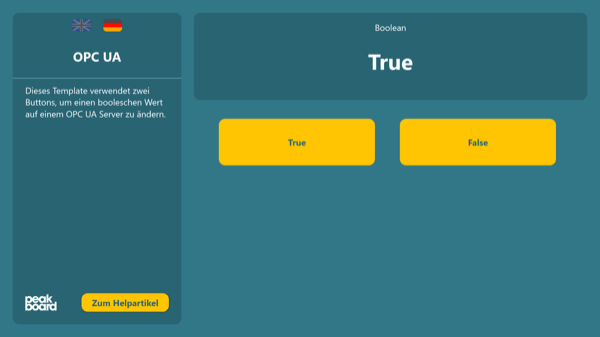 OPC UA
Dieses Template verwendet zwei
Buttons, um einen booleschen Wert
auf einem OPC UA Server zu ändern.
peak
board
Zum Helpartikel
Boolean
True
True
False